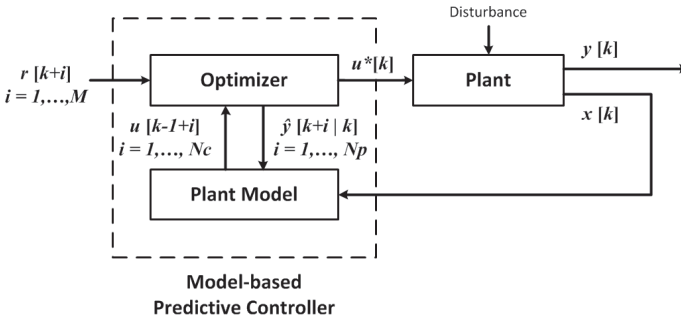 Disturbance
r [k+i]
i = 1,…,M
Optimizer
u*[k]
Plant
y [k]
x [k]
u [k-1+i]
i = 1,…, Nc
ŷ [k+i | k]
i = 1,…, Np
Plant Model
Model-based
Predictive Controller